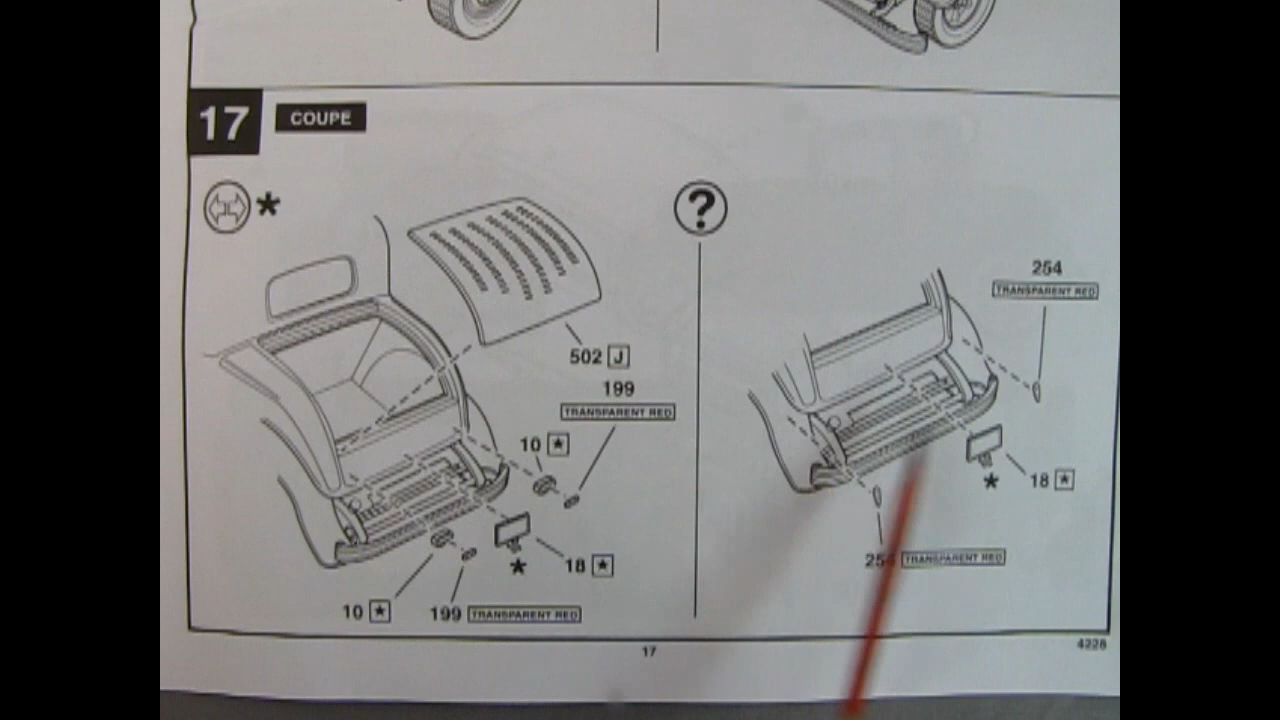 17 COUPE
*
?
502 J
199
TRANSPARENT RED
10 ★
18 ★
*
10 ★
199 TRANSPARENT RED
254
TRANSPARENT RED
18 ★
*
TRANSPARENT RED
17
4228